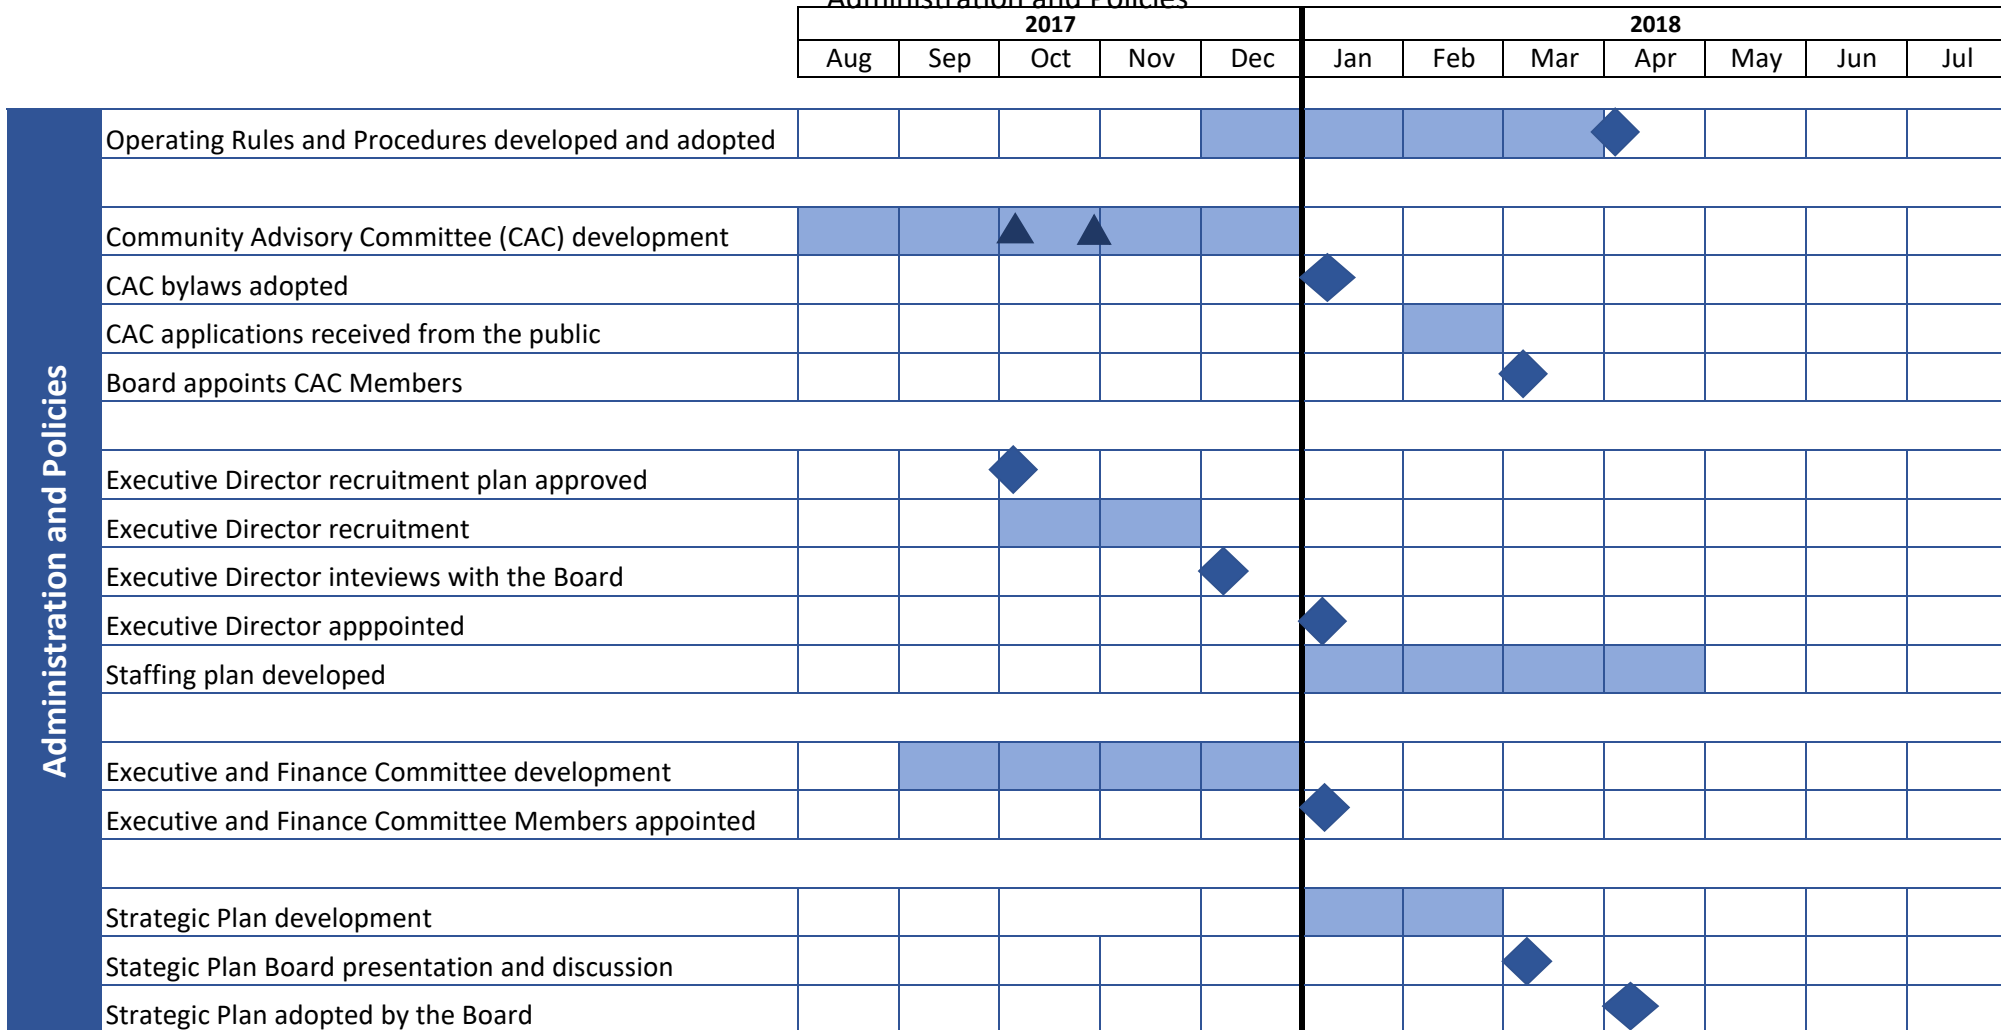 Administration and Policies
2017 2018
Aug Sep Oct Nov Dec Jan Feb Mar Apr May Jun Jul
Administration and Policies
Operating Rules and Procedures developed and adopted
Community Advisory Committee (CAC) development
CAC bylaws adopted
CAC applications received from the public
Board appoints CAC Members
Executive Director recruitment plan approved
Executive Director recruitment
Executive Director inteviews with the Board
Executive Director apppointed
Staffing plan developed
Executive and Finance Committee development
Executive and Finance Committee Members appointed
Strategic Plan development
Stategic Plan Board presentation and discussion
Strategic Plan adopted by the Board